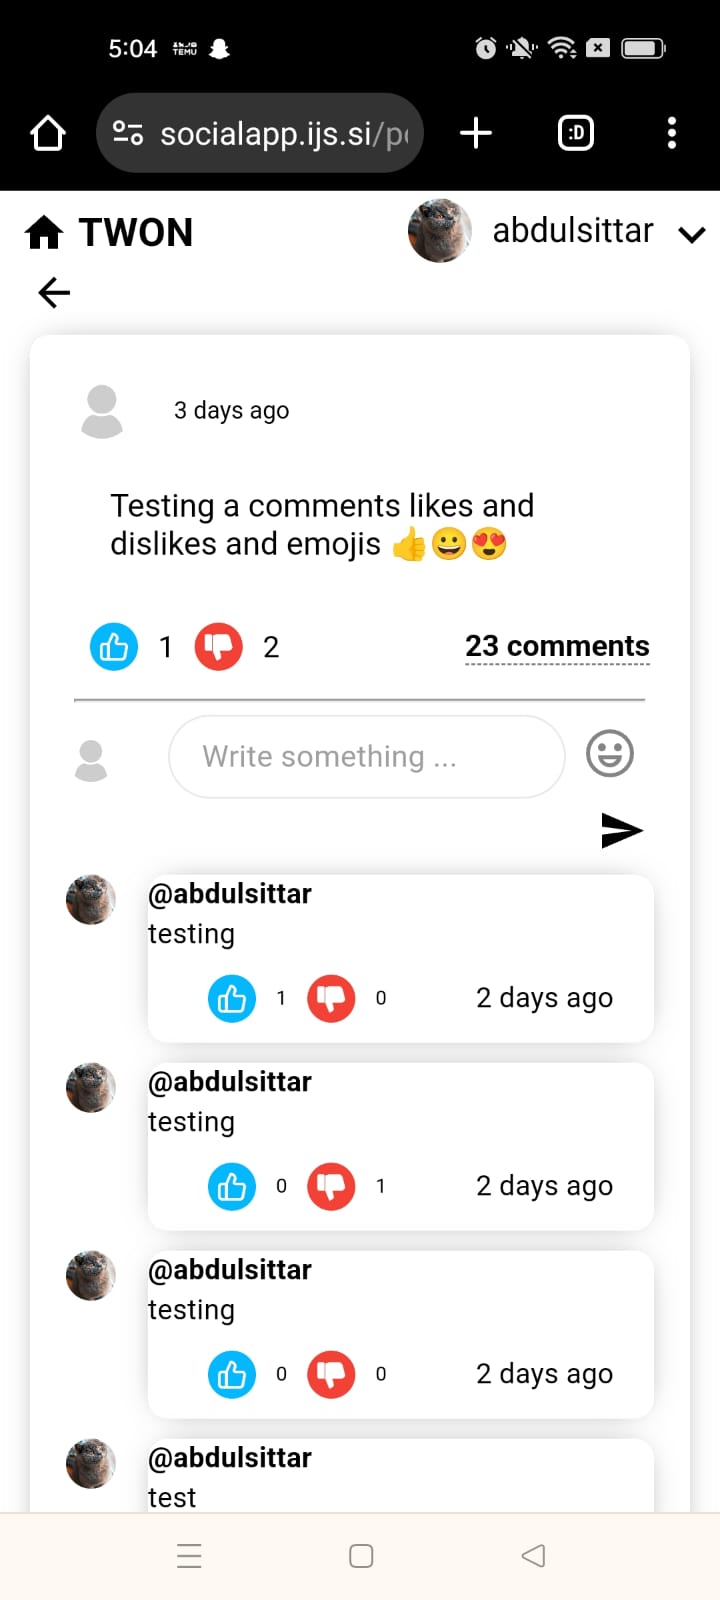 5:04 TEMU
socialapp.ijs.si/p
:D
TWON abdulsittar
3 days ago
Testing a comments likes and
dislikes and emojis 👍😀😍
1 2 23 comments
Write something ...
@abdulsittar
testing
1 0 2 days ago
@abdulsittar
testing
0 1 2 days ago
@abdulsittar
testing
0 0 2 days ago
@abdulsittar
test